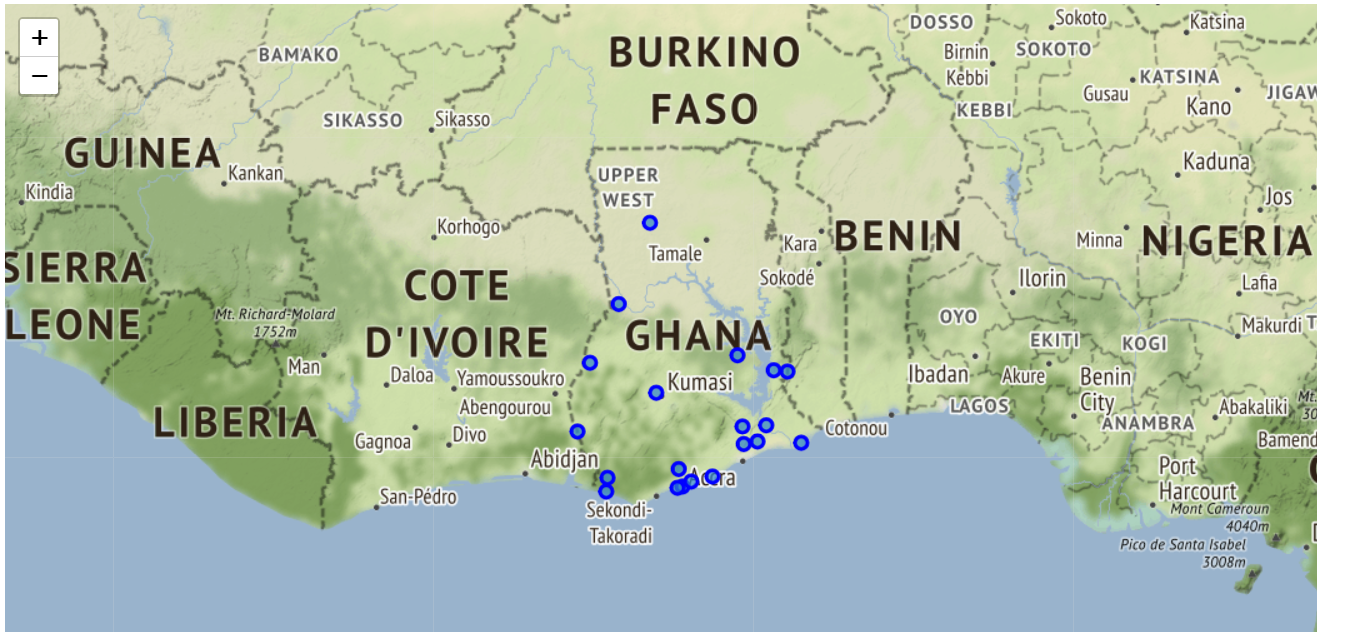 +
−
BAMAKO
BURKINO
FASO
DOSSO
Sokoto
Katsina
Birnin
Kebbi
SOKOTO
KATSINA
Gusau
KEBBI
Kano
JIGAW
SIKASSO
Sikasso
GUINEA
Kankan
Kindia
UPPER
WEST
Kaduna
Jos
Korhogo
Tamale
Kara
BENIN
Minna
NIGERIA
Sokodé
SIERRA
LEONE
COTE
D'IVOIRE
Ilorin
Lafia
Mt. Richard-Molard
1752m
GHANA
OYO
EKITI
KOGI
Makurdi
T
Man
Daloa
Yamoussoukro
Kumasi
Ibadan
Akure
Benin
City
Abengourou
LAGOS
Abakaliki
Mt.
30
LIBERIA
Gagnoa
Divo
Cotonou
ANAMBRA
Bamend
Abidjan
Accra
Port
Harcourt
San-Pédro
Sekondi-
Takoradi
Mont Cameroun
4040m
Pico de Santa Isabel
3008m